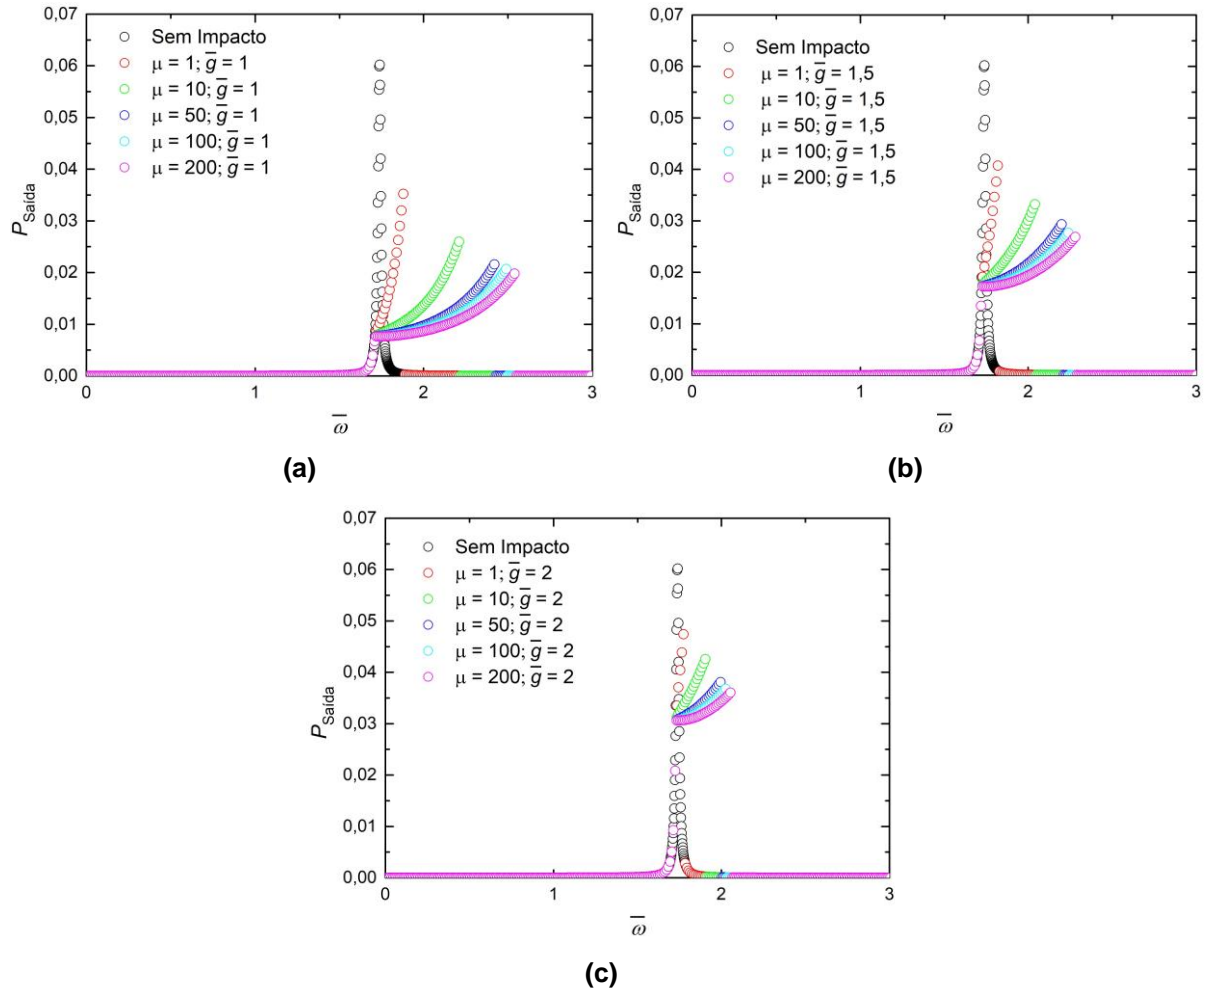 0,07
0,06
0,05
0,04
0,03
0,02
0,01
0,00
P Saída
Sem Impacto
μ = 1; g̅ = 1
μ = 10; g̅ = 1
μ = 50; g̅ = 1
μ = 100; g̅ = 1
μ = 200; g̅ = 1
0 1 2 3
ω̅
(a)
0,07
0,06
0,05
0,04
0,03
0,02
0,01
0,00
P Saída
Sem Impacto
μ = 1; g̅ = 1,5
μ = 10; g̅ = 1,5
μ = 50; g̅ = 1,5
μ = 100; g̅ = 1,5
μ = 200; g̅ = 1,5
0 1 2 3
ω̅
(b)
0,07
0,06
0,05
0,04
0,03
0,02
0,01
0,00
P Saída
Sem Impacto
μ = 1; g̅ = 2
μ = 10; g̅ = 2
μ = 50; g̅ = 2
μ = 100; g̅ = 2
μ = 200; g̅ = 2
0 1 2 3
ω̅
(c)